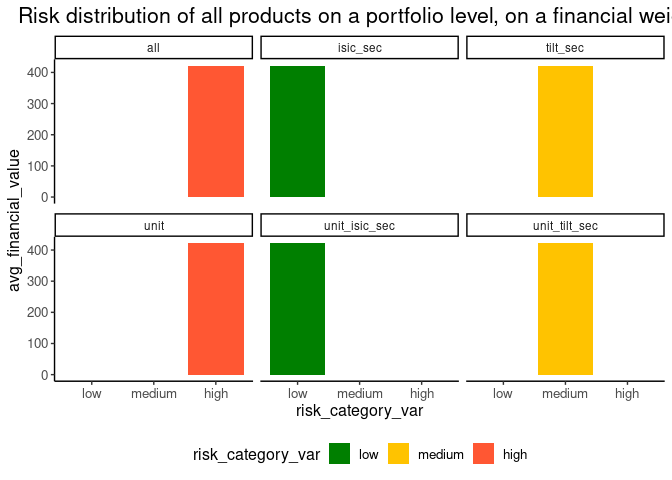 Risk distribution of all products on a portfolio level, on a financial wei
all isic_sec tilt_sec
400
300
200
100
0
unit unit_isic_sec unit_tilt_sec
400
300
200
100
0
avg_financial_value
low medium high low medium high low medium high
risk_category_var
risk_category_var low medium high